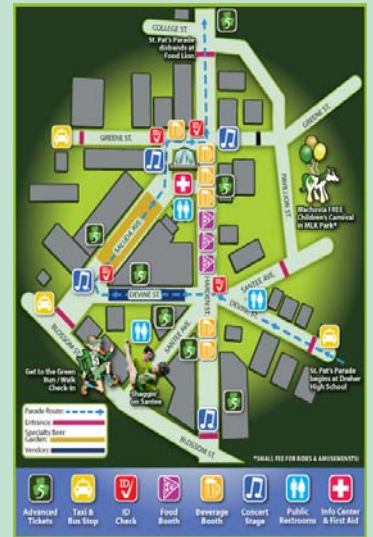 COLLEGE ST.
St. Pat's Parade
disbands at
Food Lion
GREENE ST.
GREENE ST.
PAVILLION ST.
Wachovia FREE
Children's Carnival
in MLK Park*
SALUDA AVE.
HARDEN ST.
SANTEE AVE.
DEVINE ST.
DEVINE ST.
BLOSSOM ST.
SANTEE AVE.
Get to the Green
Run / Walk
Check-In
Shaggin'
on Santee
St. Pat's Parade
begins at Dreher
High School
BLOSSOM ST.
Parade Route:
Entrance:
Specialty Beer
Garden:
Vendors:
*SMALL FEE FOR RIDES & AMUSEMENTS
5
ID
Advanced
Tickets
Taxi &
Bus Stop
ID
Check
Food
Booth
Beverage
Booth
Concert
Stage
Public
Restrooms
Info Center
& First Aid